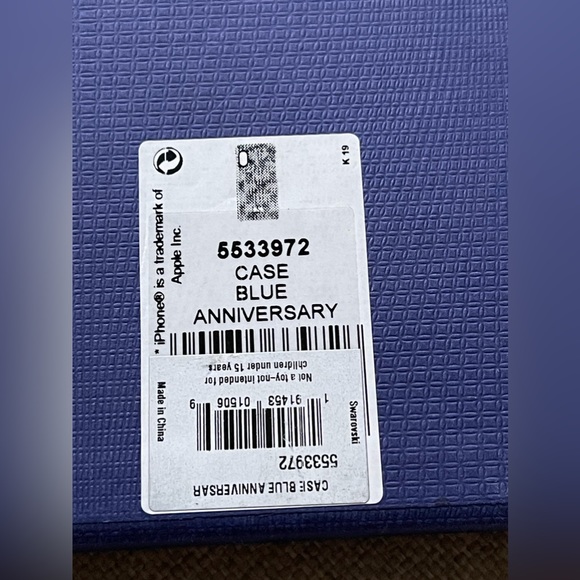 K 19
* iPhone® is a trademark of
Apple Inc.
5533972
CASE
BLUE
ANNIVERSARY
Not a toy-not intended for
children under 15 years
Made in China
Swarovski
1 91453 01506 9
5533972
CASE BLUE ANNIVERSAR